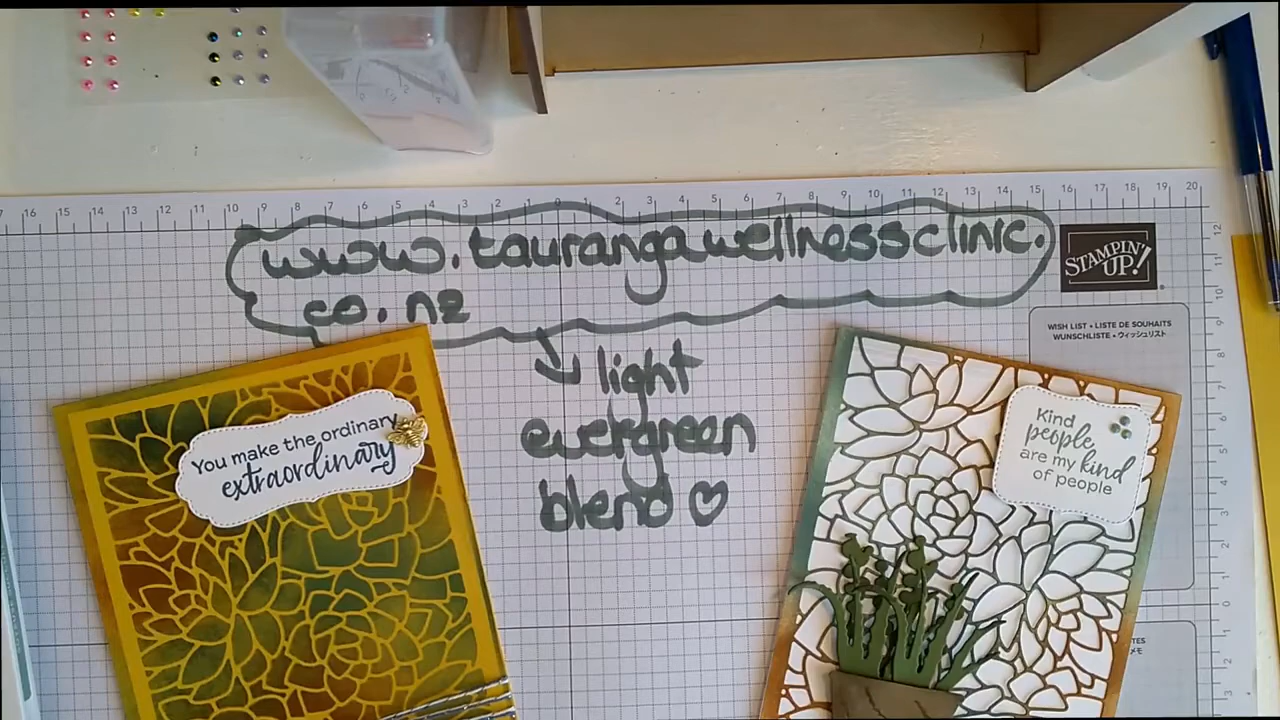 www.taurangawellnessclinic.
co.nz
light
evergreen
blend
STAMPIN'
UP!
WISH LIST • LISTE DE SOUHAITS
WUNSCHLISTE • ウィッシュリスト
You make the ordinary
extraordinary
Kind
people
are my kind
of people